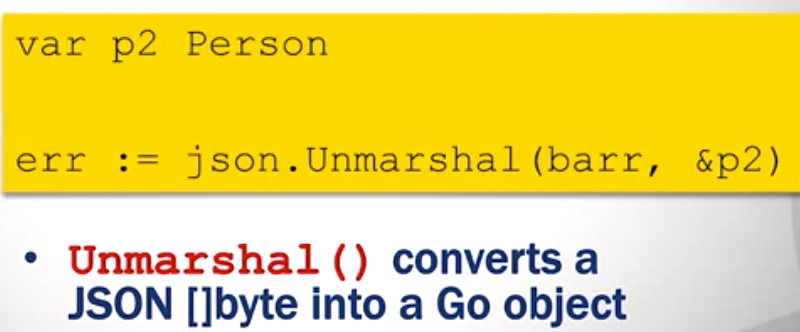 var p2 Person
err := json.Unmarshal(barr, &p2)
• Unmarshal() converts a
JSON []byte into a Go object